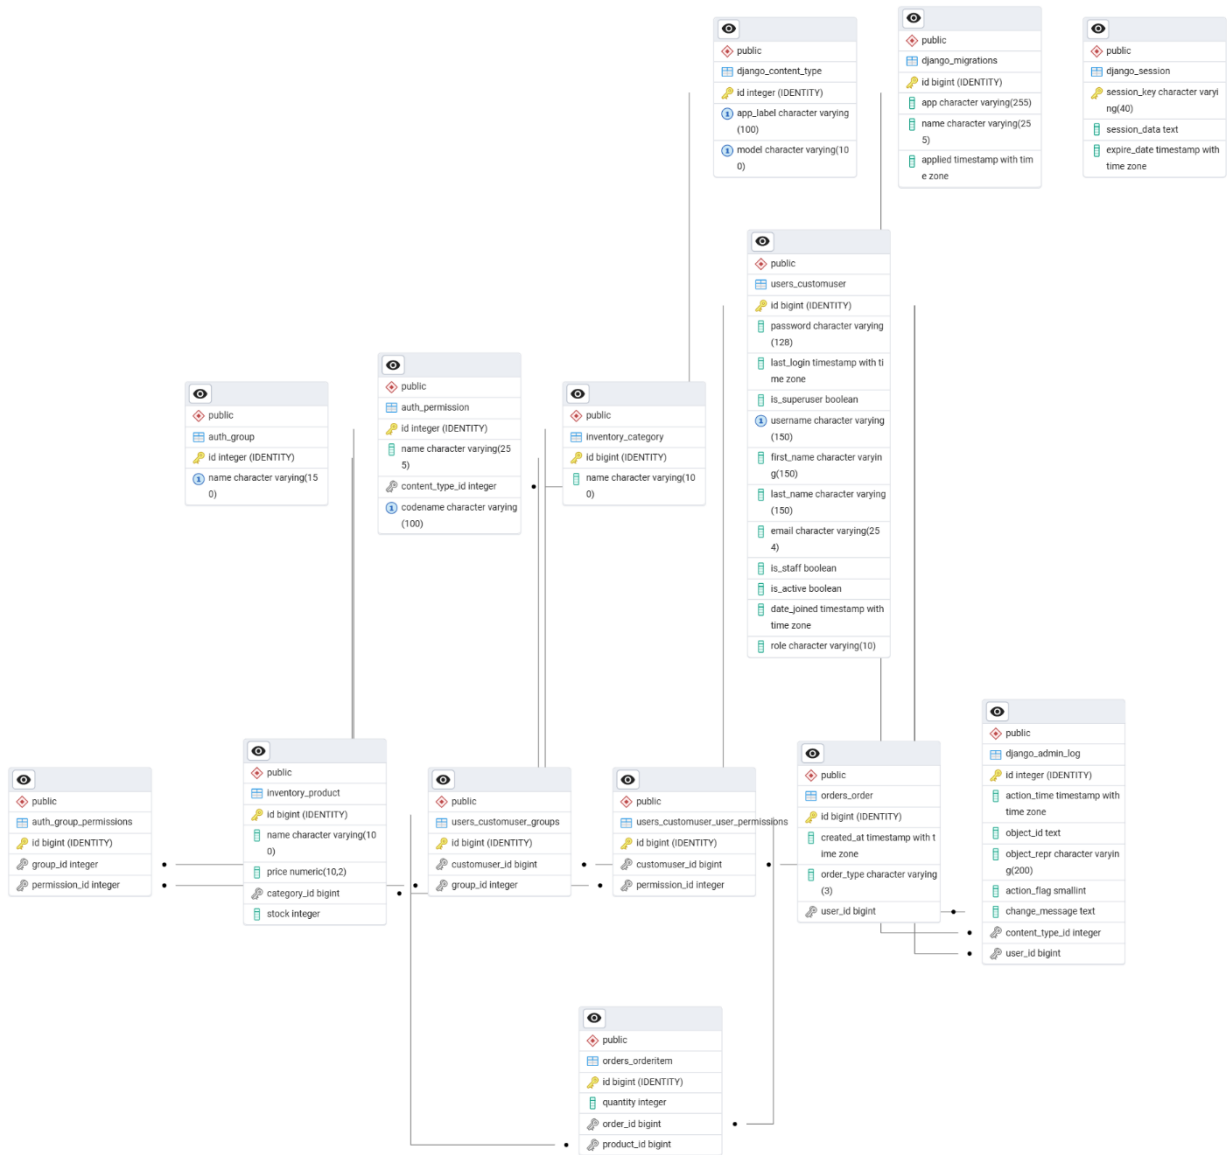 public
django_content_type
id integer (IDENTITY)
app_label character varying
(100)
model character varying(10
0)
public
django_migrations
id bigint (IDENTITY)
app character varying(255)
name character varying(25
5)
applied timestamp with tim
e zone
public
django_session
session_key character varyi
ng(40)
session_data text
expire_date timestamp with
time zone
public
users_customuser
id bigint (IDENTITY)
password character varying
(128)
last_login timestamp with ti
me zone
is_superuser boolean
username character varying
(150)
first_name character varyin
g(150)
last_name character varying
(150)
email character varying(25
4)
is_staff boolean
is_active boolean
date_joined timestamp with
time zone
role character varying(10)
public
auth_group
id integer (IDENTITY)
name character varying(15
0)
public
auth_permission
id integer (IDENTITY)
name character varying(25
5)
content_type_id integer
codename character varying
(100)
public
inventory_category
id bigint (IDENTITY)
name character varying(10
0)
public
auth_group_permissions
id bigint (IDENTITY)
group_id integer
permission_id integer
public
inventory_product
id bigint (IDENTITY)
name character varying(10
0)
price numeric(10,2)
category_id bigint
stock integer
public
users_customuser_groups
id bigint (IDENTITY)
customuser_id bigint
group_id integer
public
users_customuser_user_permissions
id bigint (IDENTITY)
customuser_id bigint
permission_id integer
public
orders_order
id bigint (IDENTITY)
created_at timestamp with t
ime zone
order_type character varying
(3)
user_id bigint
public
django_admin_log
id integer (IDENTITY)
action_time timestamp with
time zone
object_id text
object_repr character varyin
g(200)
action_flag smallint
change_message text
content_type_id integer
user_id bigint
public
orders_orderitem
id bigint (IDENTITY)
quantity integer
order_id bigint
product_id bigint